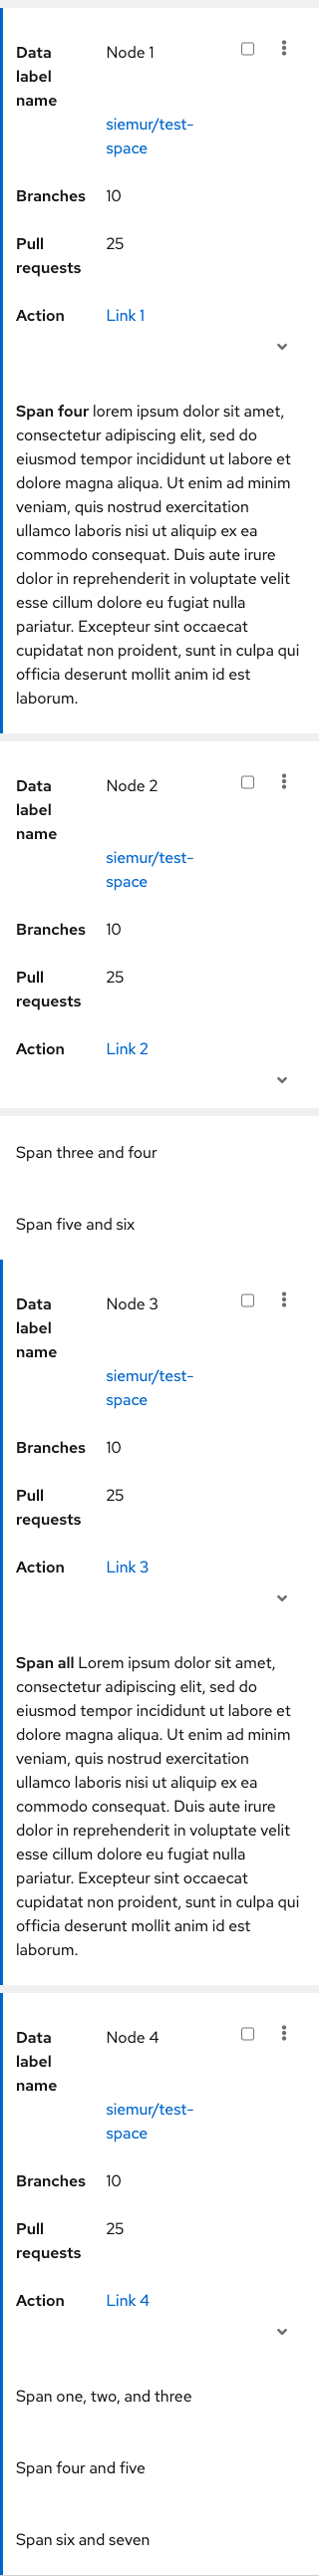 Data Node 1
label
name
siemur/test-
space
Branches 10
Pull 25
requests
Action Link 1
Span four lorem ipsum dolor sit amet,
consectetur adipiscing elit, sed do
eiusmod tempor incididunt ut labore et
dolore magna aliqua. Ut enim ad minim
veniam, quis nostrud exercitation
ullamco laboris nisi ut aliquip ex ea
commodo consequat. Duis aute irure
dolor in reprehenderit in voluptate velit
esse cillum dolore eu fugiat nulla
pariatur. Excepteur sint occaecat
cupidatat non proident, sunt in culpa qui
officia deserunt mollit anim id est
laborum.
Data Node 2
label
name
siemur/test-
space
Branches 10
Pull 25
requests
Action Link 2
Span three and four
Span five and six
Data Node 3
label
name
siemur/test-
space
Branches 10
Pull 25
requests
Action Link 3
Span all Lorem ipsum dolor sit amet,
consectetur adipiscing elit, sed do
eiusmod tempor incididunt ut labore et
dolore magna aliqua. Ut enim ad minim
veniam, quis nostrud exercitation
ullamco laboris nisi ut aliquip ex ea
commodo consequat. Duis aute irure
dolor in reprehenderit in voluptate velit
esse cillum dolore eu fugiat nulla
pariatur. Excepteur sint occaecat
cupidatat non proident, sunt in culpa qui
officia deserunt mollit anim id est
laborum.
Data Node 4
label
name
siemur/test-
space
Branches 10
Pull 25
requests
Action Link 4
Span one, two, and three
Span four and five
Span six and seven